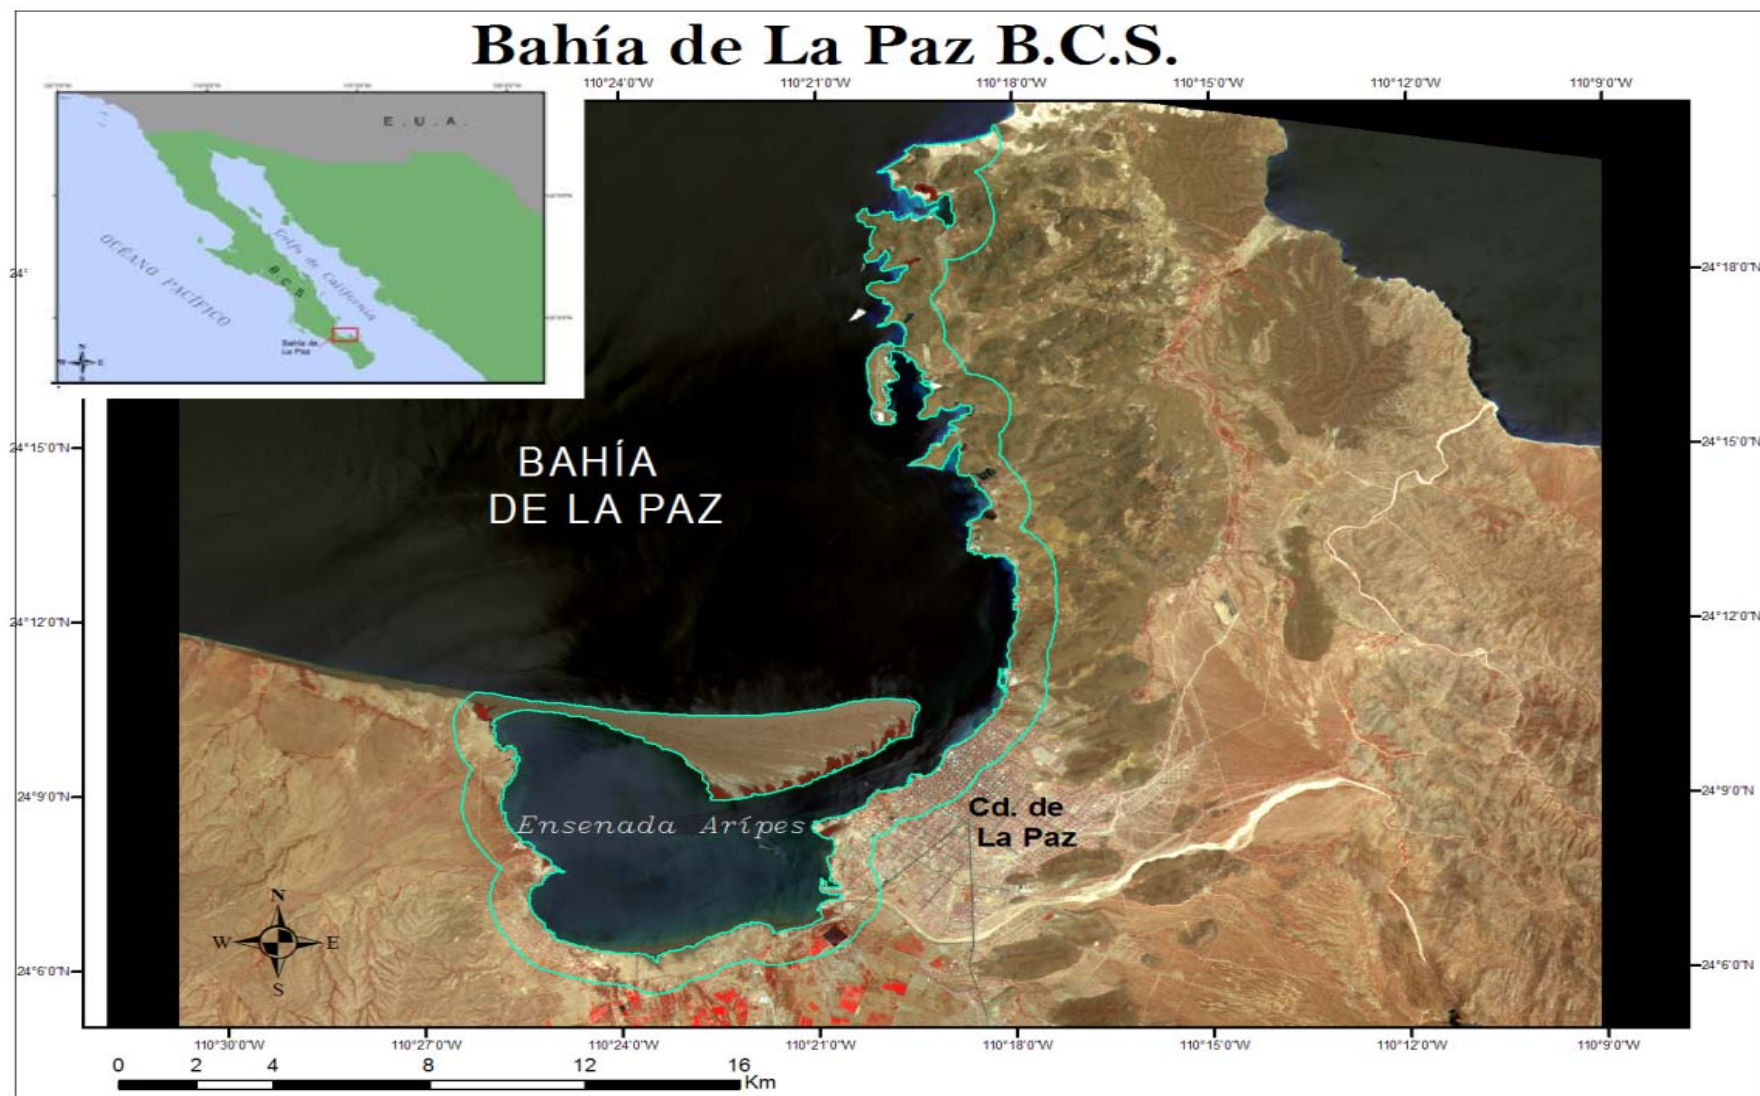 Bahía de La Paz B.C.S.
110°24'0"W 110°21'0"W 110°18'0"W 110°15'0"W 110°12'0"W 110°9'0"W
E . U . A .
OCÉANO PACÍFICO
Golfo de California
B.C.S
Bahía de
La Paz
N
W E
S
24°
24°18'0"N
24°15'0"N
24°15'0"N
BAHÍA
DE LA PAZ
24°12'0"N
24°12'0"N
24°9'0"N
24°9'0"N
Ensenada Arípes
Cd. de
La Paz
N
W E
S
24°6'0"N
24°6'0"N
110°30'0"W 110°27'0"W 110°24'0"W 110°21'0"W 110°18'0"W 110°15'0"W 110°12'0"W 110°9'0"W
0 2 4 8 12 16
Km